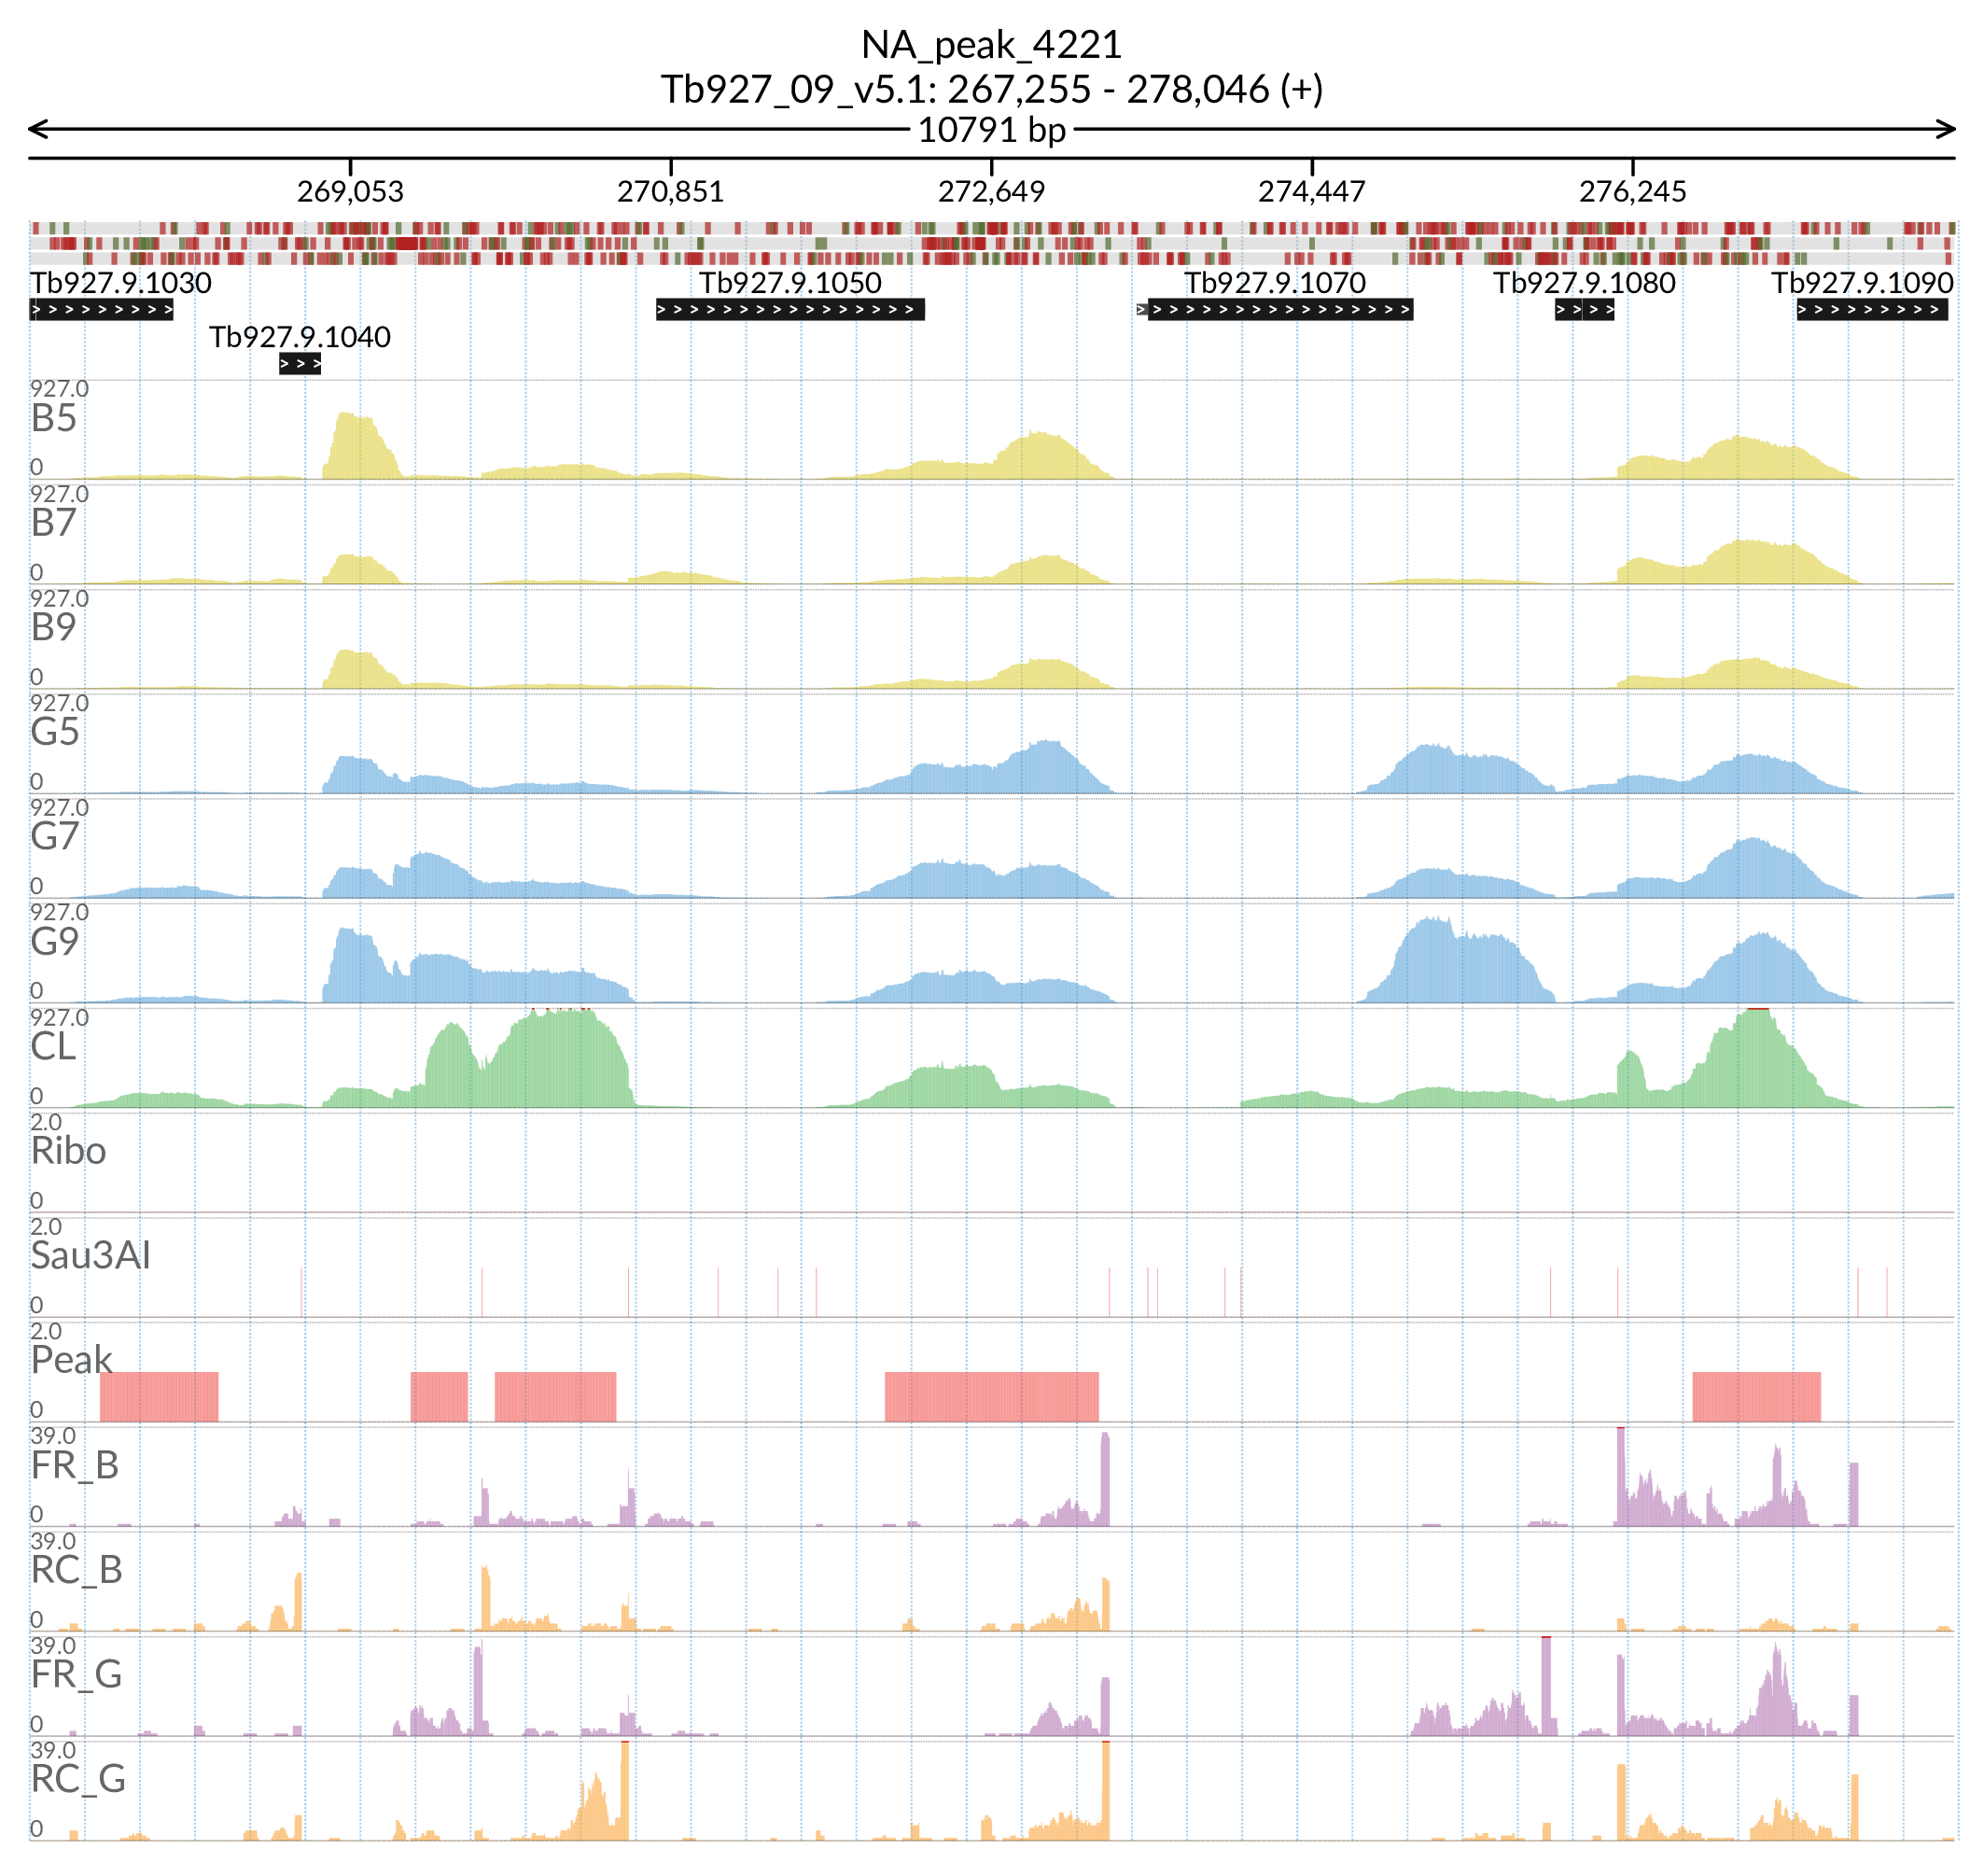 NA_peak_4221
Tb927_09_v5.1: 267,255 - 278,046 (+)
10791 bp
269,053 270,851 272,649 274,447 276,245
Tb927.9.1030 Tb927.9.1050 Tb927.9.1070 Tb927.9.1080 Tb927.9.1090
Tb927.9.1040
927.0
B5
0
927.0
B7
0
927.0
B9
0
927.0
G5
0
927.0
G7
0
927.0
G9
0
927.0
CL
0
2.0
Ribo
0
2.0
Sau3AI
0
2.0
Peak
0
39.0
FR_B
0
39.0
RC_B
0
39.0
FR_G
0
39.0
RC_G
0